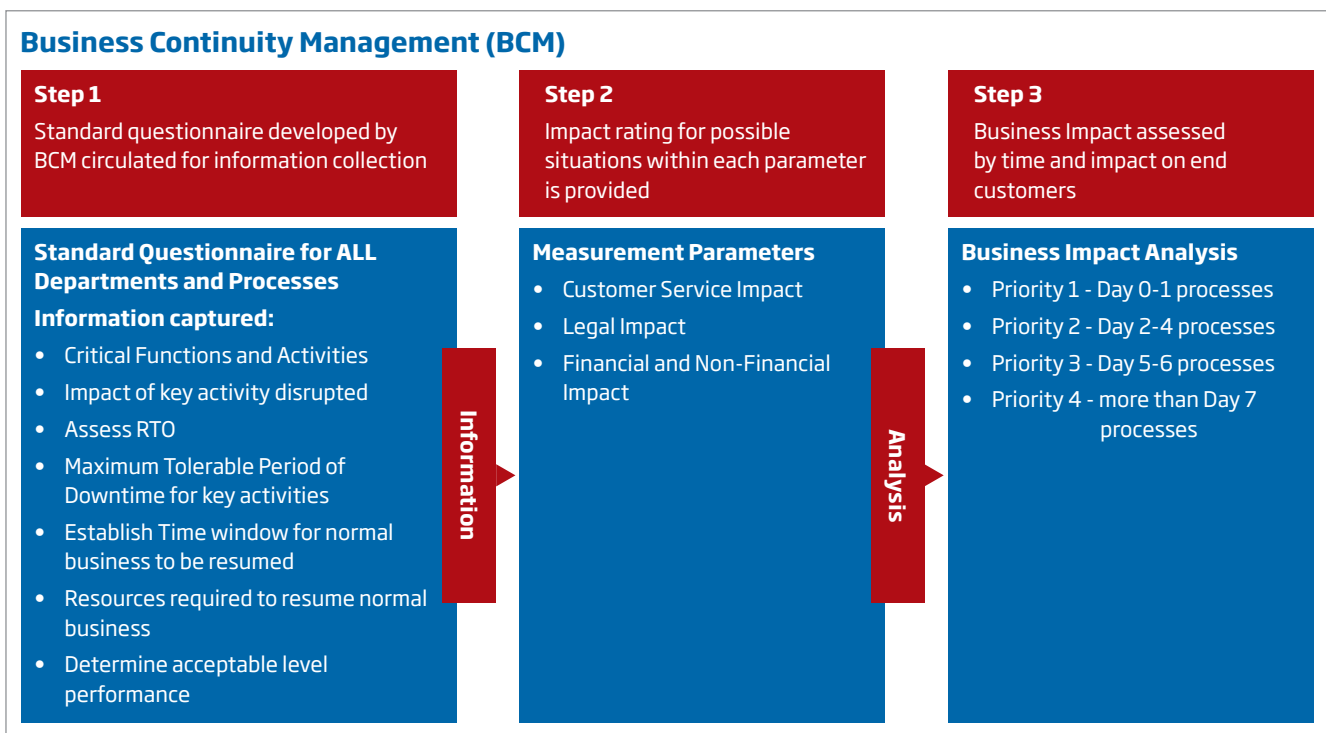 Business Continuity Management (BCM)
Step 1
Standard questionnaire developed by
BCM circulated for information collection
Standard Questionnaire for ALL
Departments and Processes
Information captured:
• Critical Functions and Activities
• Impact of key activity disrupted
• Assess RTO
• Maximum Tolerable Period of
Downtime for key activities
• Establish Time window for normal
business to be resumed
• Resources required to resume normal
business
• Determine acceptable level
performance
Information
Step 2
Impact rating for possible
situations within each parameter
is provided
Measurement Parameters
• Customer Service Impact
• Legal Impact
• Financial and Non-Financial
Impact
Analysis
Step 3
Business Impact assessed
by time and impact on end
customers
Business Impact Analysis
• Priority 1 - Day 0-1 processes
• Priority 2 - Day 2-4 processes
• Priority 3 - Day 5-6 processes
• Priority 4 - more than Day 7
processes